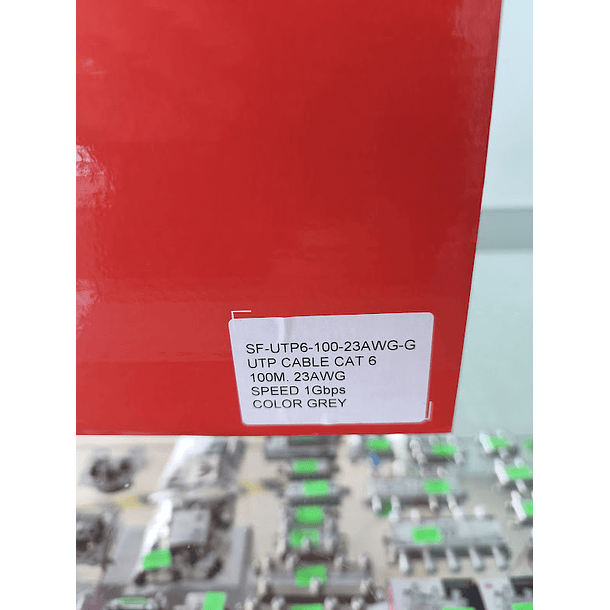 SF-UTP6-100-23AWG-G
UTP CABLE CAT 6
100M. 23AWG
SPEED 1Gbps
COLOR GREY